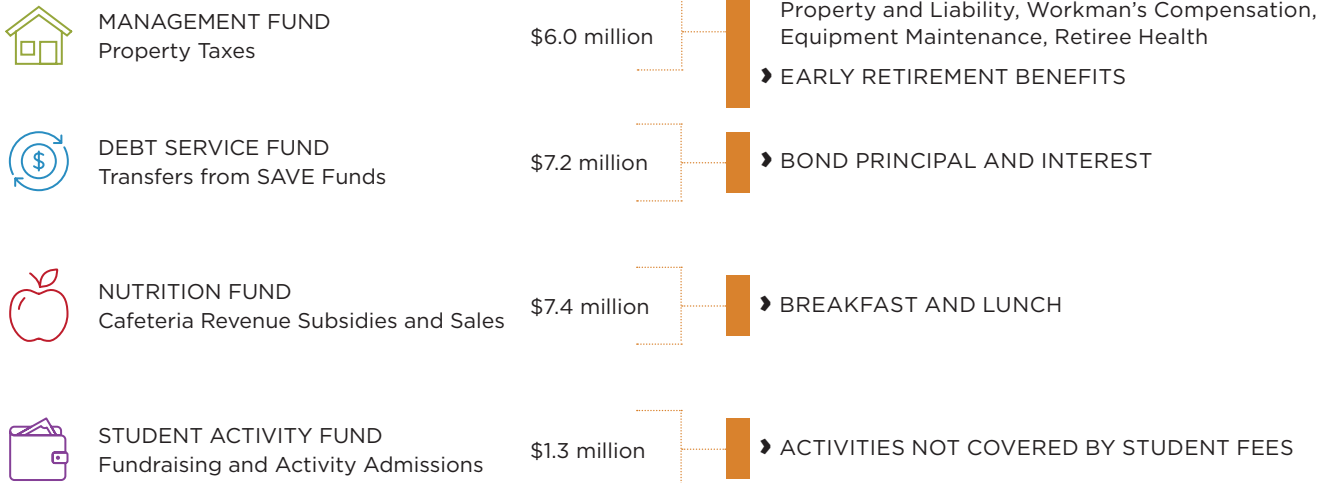 MANAGEMENT FUND
Property Taxes
$6.0 million
Property and Liability, Workman's Compensation,
Equipment Maintenance, Retiree Health
❥ EARLY RETIREMENT BENEFITS
DEBT SERVICE FUND
Transfers from SAVE Funds
$7.2 million
❥ BOND PRINCIPAL AND INTEREST
NUTRITION FUND
Cafeteria Revenue Subsidies and Sales
$7.4 million
❥ BREAKFAST AND LUNCH
STUDENT ACTIVITY FUND
Fundraising and Activity Admissions
$1.3 million
❥ ACTIVITIES NOT COVERED BY STUDENT FEES